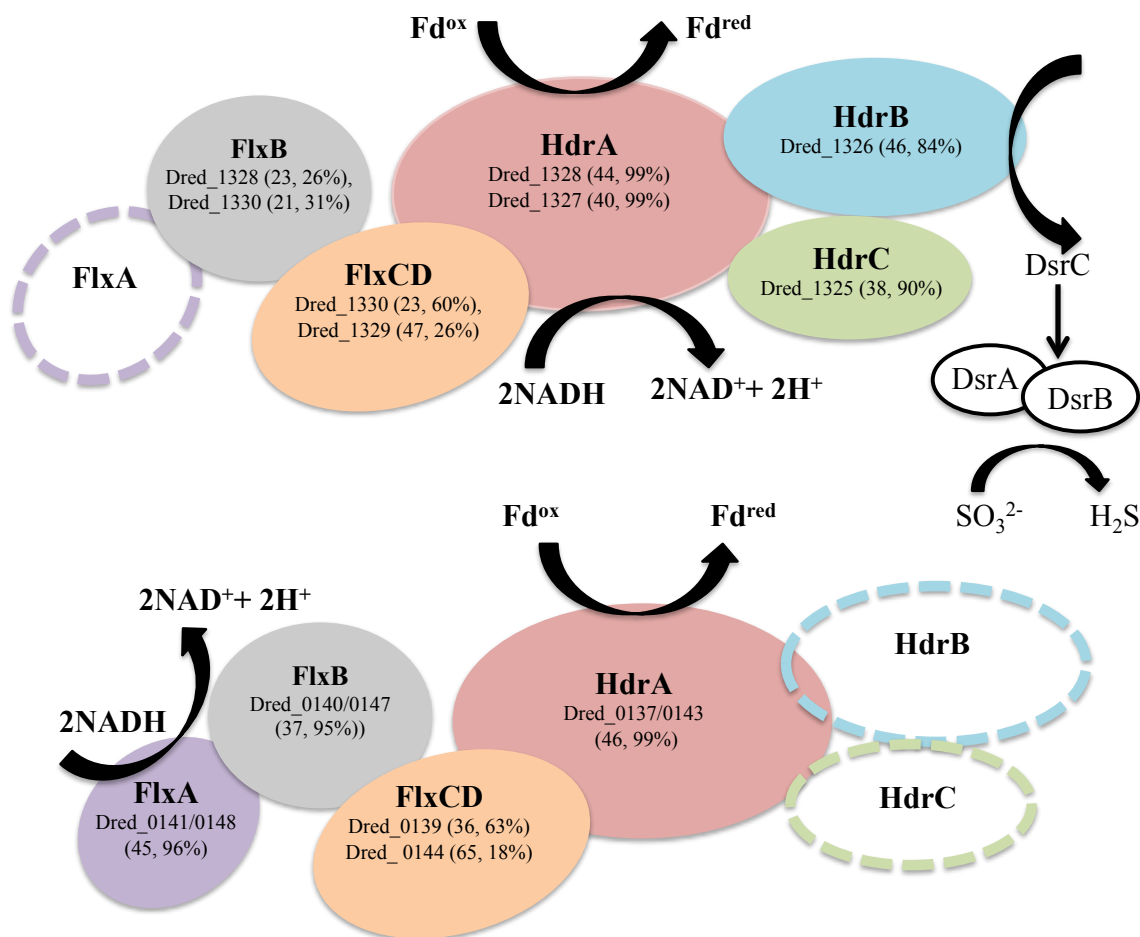 Fd^ox
Fd^red
HdrB
Dred_1326 (46, 84%)
FlxB
Dred_1328 (23, 26%),
Dred_1330 (21, 31%)
HdrA
Dred_1328 (44, 99%)
Dred_1327 (40, 99%)
FlxA
FlxCD
Dred_1330 (23, 60%),
Dred_1329 (47, 26%)
HdrC
Dred_1325 (38, 90%)
DsrC
2NADH
2NAD⁺+ 2H⁺
DsrA
DsrB
SO₃²⁻
H₂S
Fd^ox
Fd^red
2NAD⁺+ 2H⁺
2NADH
FlxB
Dred_0140/0147
(37, 95%))
HdrA
Dred_0137/0143
(46, 99%)
HdrB
FlxA
Dred_0141/0148
(45, 96%)
FlxCD
Dred_0139 (36, 63%)
Dred_ 0144 (65, 18%)
HdrC